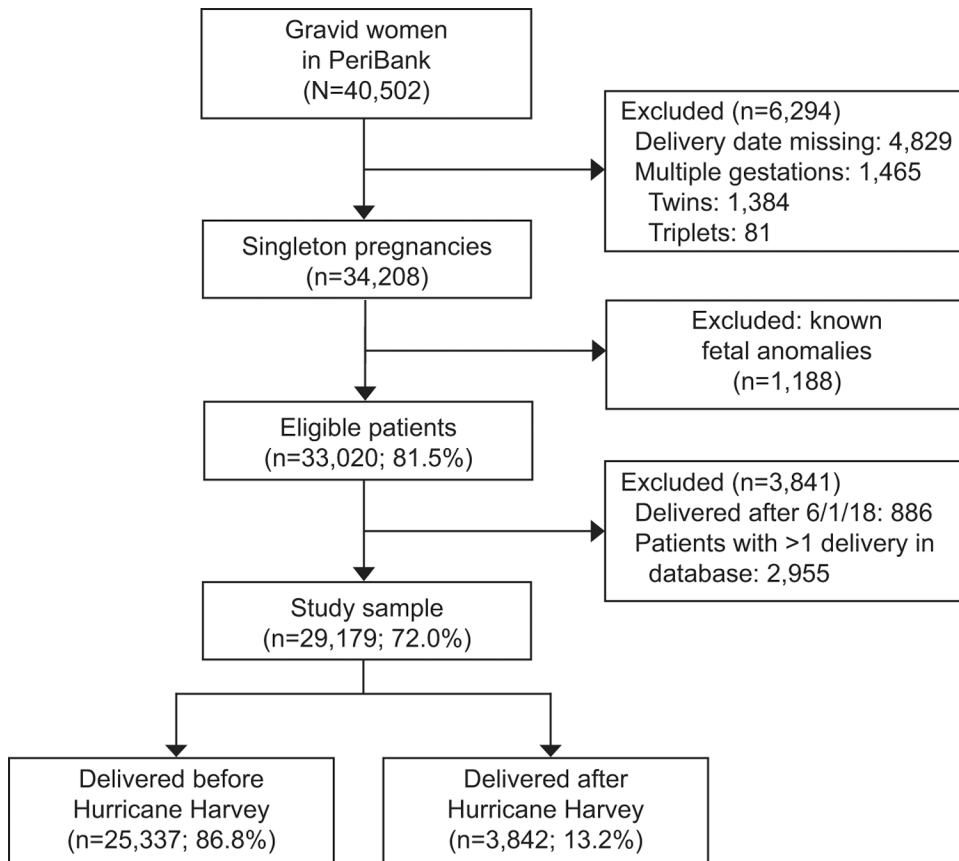 Gravid women
in PeriBank
(N=40,502)
Excluded (n=6,294)
Delivery date missing: 4,829
Multiple gestations: 1,465
Twins: 1,384
Triplets: 81
Singleton pregnancies
(n=34,208)
Excluded: known
fetal anomalies
(n=1,188)
Eligible patients
(n=33,020; 81.5%)
Excluded (n=3,841)
Delivered after 6/1/18: 886
Patients with >1 delivery in
database: 2,955
Study sample
(n=29,179; 72.0%)
Delivered before
Hurricane Harvey
(n=25,337; 86.8%)
Delivered after
Hurricane Harvey
(n=3,842; 13.2%)